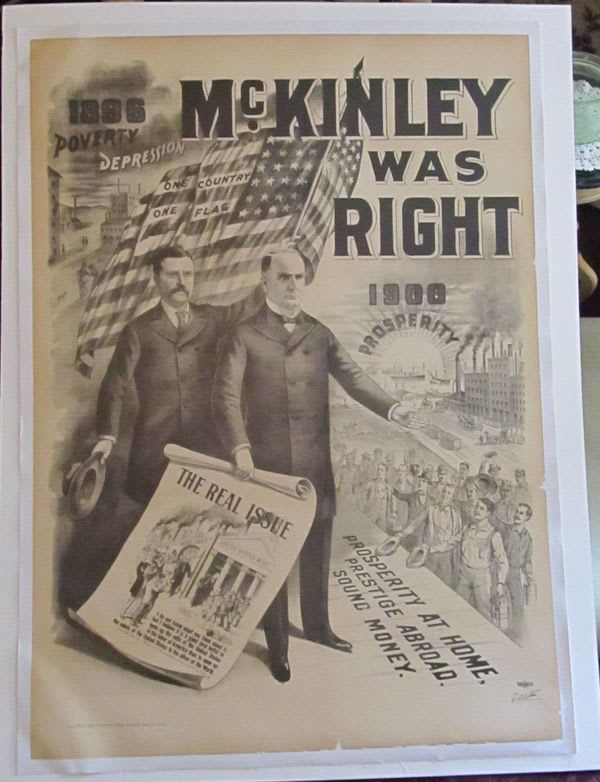 1896
POVERTY
DEPRESSION
McKINLEY
WAS
RIGHT
ONE COUNTRY
ONE FLAG
1900
PROSPERITY
THE REAL ISSUE
PROSPERITY AT HOME,
PRESTIGE ABROAD.
SOUND MONEY.